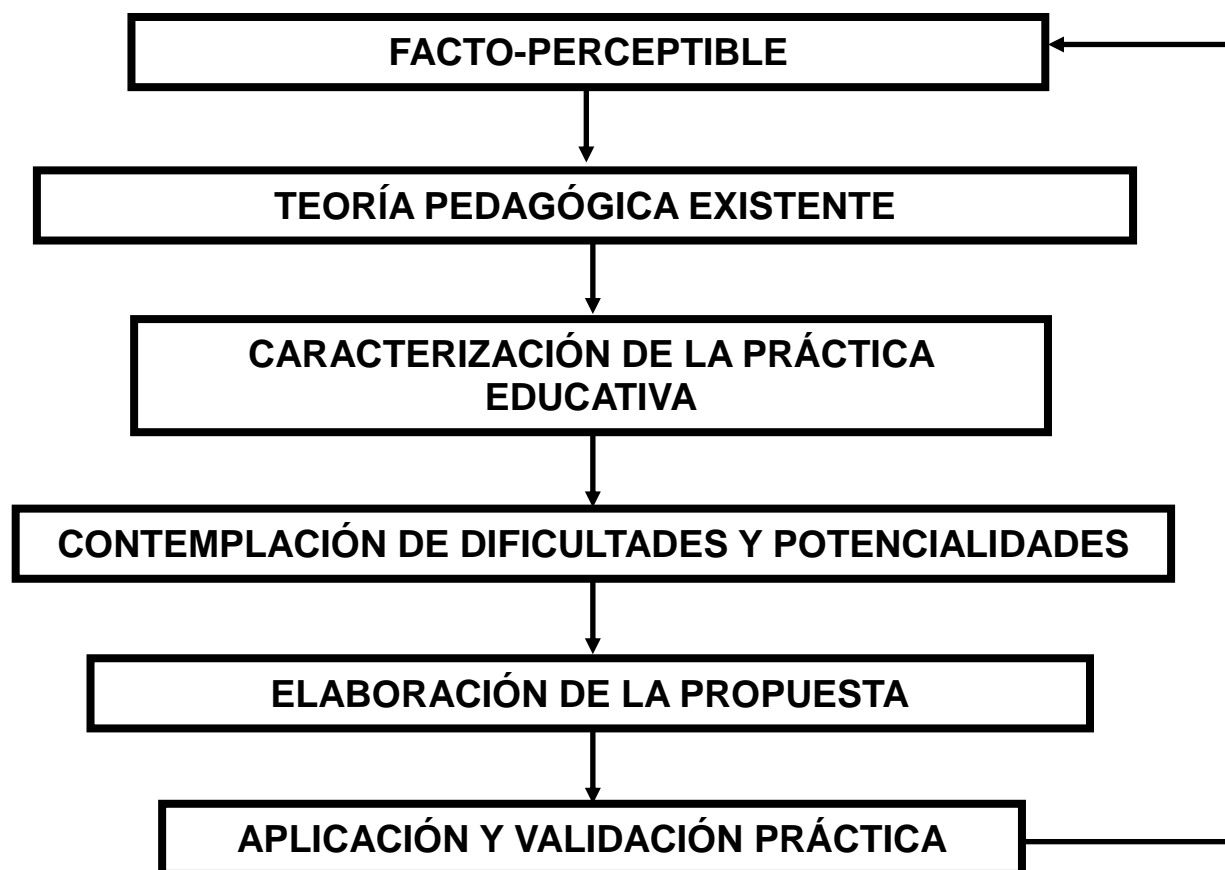 FACTO-PERCEPTIBLE
TEORÍA PEDAGÓGICA EXISTENTE
CARACTERIZACIÓN DE LA PRÁCTICA
EDUCATIVA
CONTEMPLACIÓN DE DIFICULTADES Y POTENCIALIDADES
ELABORACIÓN DE LA PROPUESTA
APLICACIÓN Y VALIDACIÓN PRÁCTICA